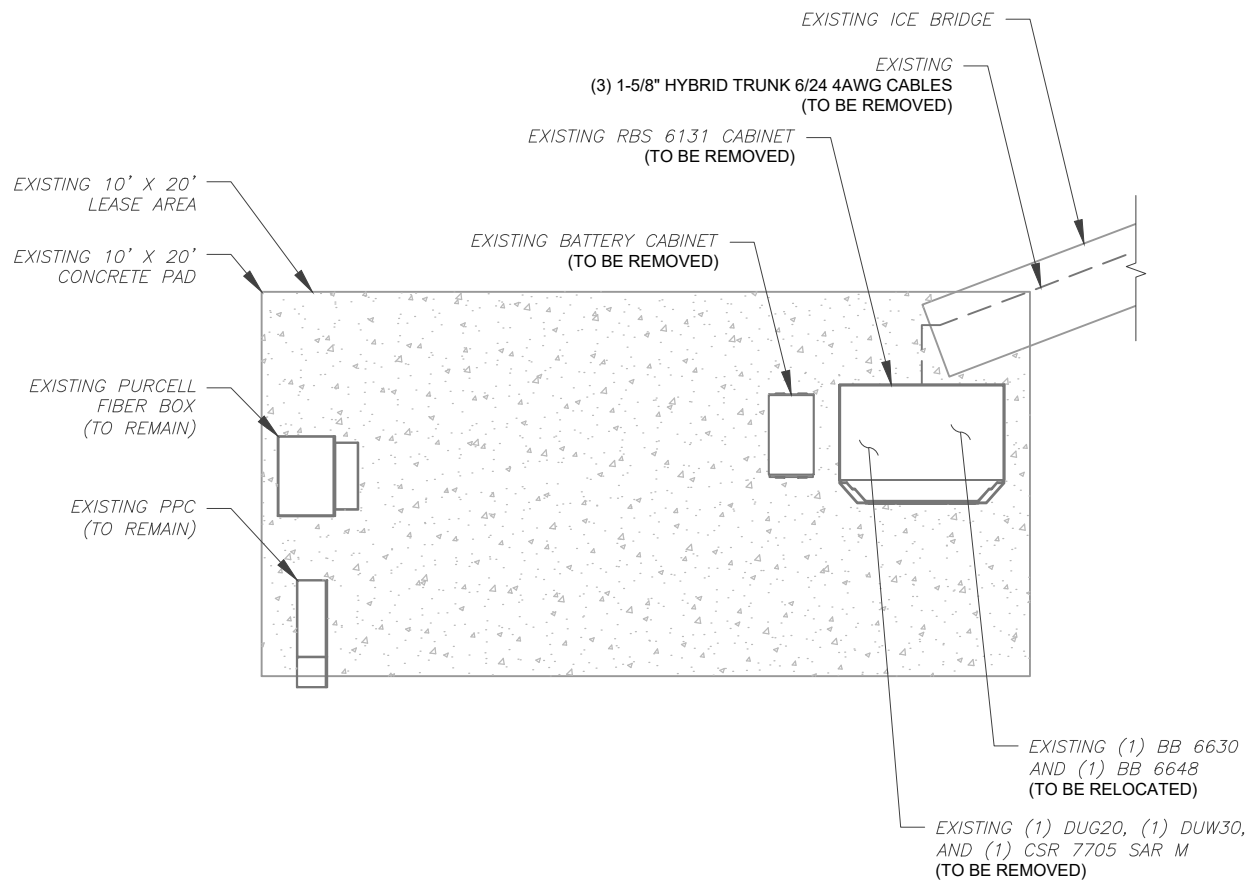 EXISTING ICE BRIDGE
EXISTING
(3) 1-5/8" HYBRID TRUNK 6/24 4AWG CABLES
(TO BE REMOVED)
EXISTING RBS 6131 CABINET
(TO BE REMOVED)
EXISTING 10' X 20'
LEASE AREA
EXISTING BATTERY CABINET
(TO BE REMOVED)
EXISTING 10' X 20'
CONCRETE PAD
EXISTING PURCELL
FIBER BOX
(TO REMAIN)
EXISTING PPC
(TO REMAIN)
EXISTING (1) BB 6630
AND (1) BB 6648
(TO BE RELOCATED)
EXISTING (1) DUG20, (1) DUW30,
AND (1) CSR 7705 SAR M
(TO BE REMOVED)